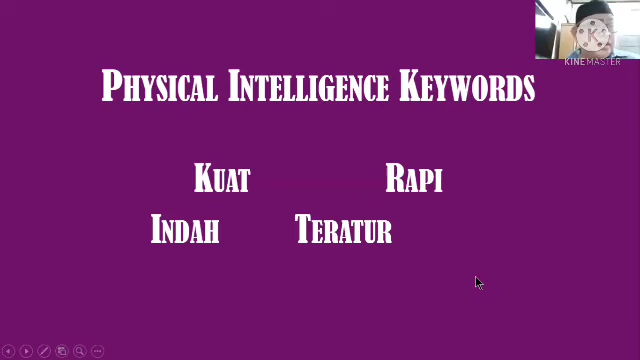 KINEMASTER
PHYSICAL INTELLIGENCE KEYWORDS
KUAT RAPI
INDAH TERATUR